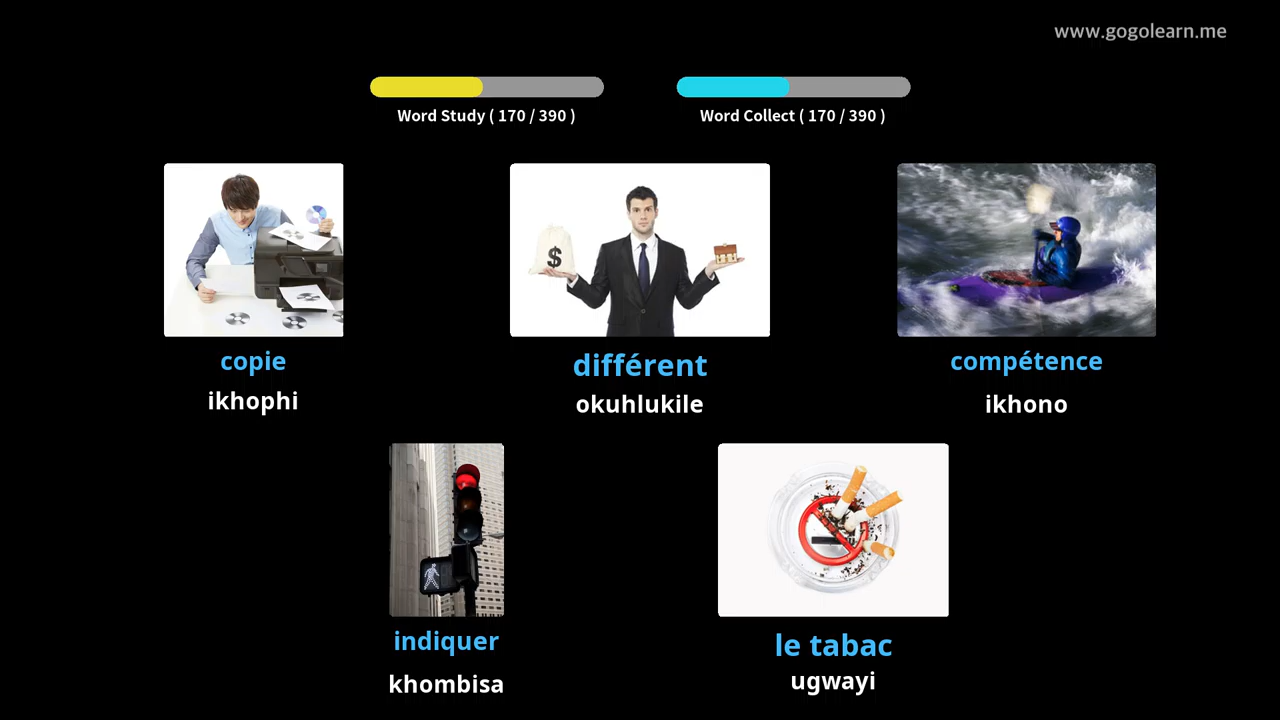 www.gogolearn.me
Word Study ( 170 / 390 )
Word Collect ( 170 / 390 )
copie
ikhophi
différent
okuhlukile
compétence
ikhono
$
indiquer
khombisa
le tabac
ugwayi